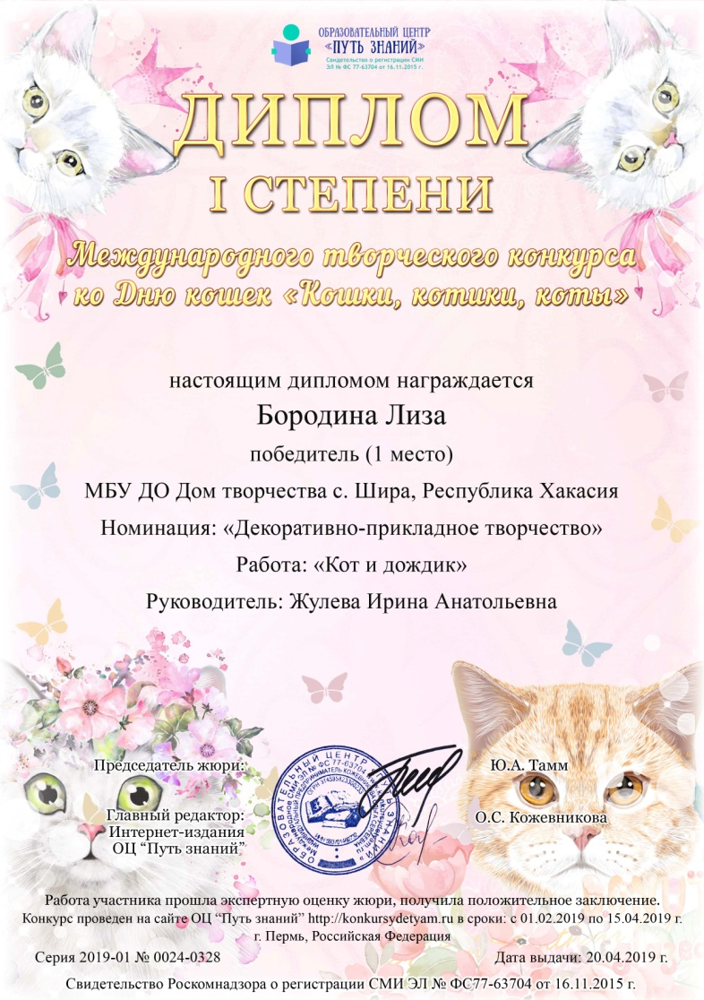 ОБРАЗОВАТЕЛЬНЫЙ ЦЕНТР
«ПУТЬ ЗНАНИЙ»
Свидетельство о регистрации СМИ
ЭЛ № ФС 77-63704 от 16.11.2015 г.
ДИПЛОМ
I СТЕПЕНИ
Международного творческого конкурса
ко Дню кошек «Кошки, котики, коты»
настоящим дипломом награждается
Бородина Лиза
победитель (1 место)
МБУ ДО Дом творчества с. Шира, Республика Хакасия
Номинация: «Декоративно-прикладное творчество»
Работа: «Кот и дождик»
Руководитель: Жулева Ирина Анатольевна
Председатель жюри:
Ю.А. Тамм
Главный редактор:
Интернет-издания
ОЦ “Путь знаний”
О.С. Кожевникова
ОБРАЗОВАТЕЛЬНЫЙ ЦЕНТР «ПУТЬ ЗНАНИЙ»
Работа участника прошла экспертную оценку жюри, получила положительное заключение.
Конкурс проведен на сайте ОЦ “Путь знаний” http://konkursydetyam.ru в сроки: с 01.02.2019 по 15.04.2019 г.
г. Пермь, Российская Федерация
Серия 2019-01 № 0024-0328
Дата выдачи: 20.04.2019 г.
Свидетельство Роскомнадзора о регистрации СМИ ЭЛ № ФС77-63704 от 16.11.2015 г.